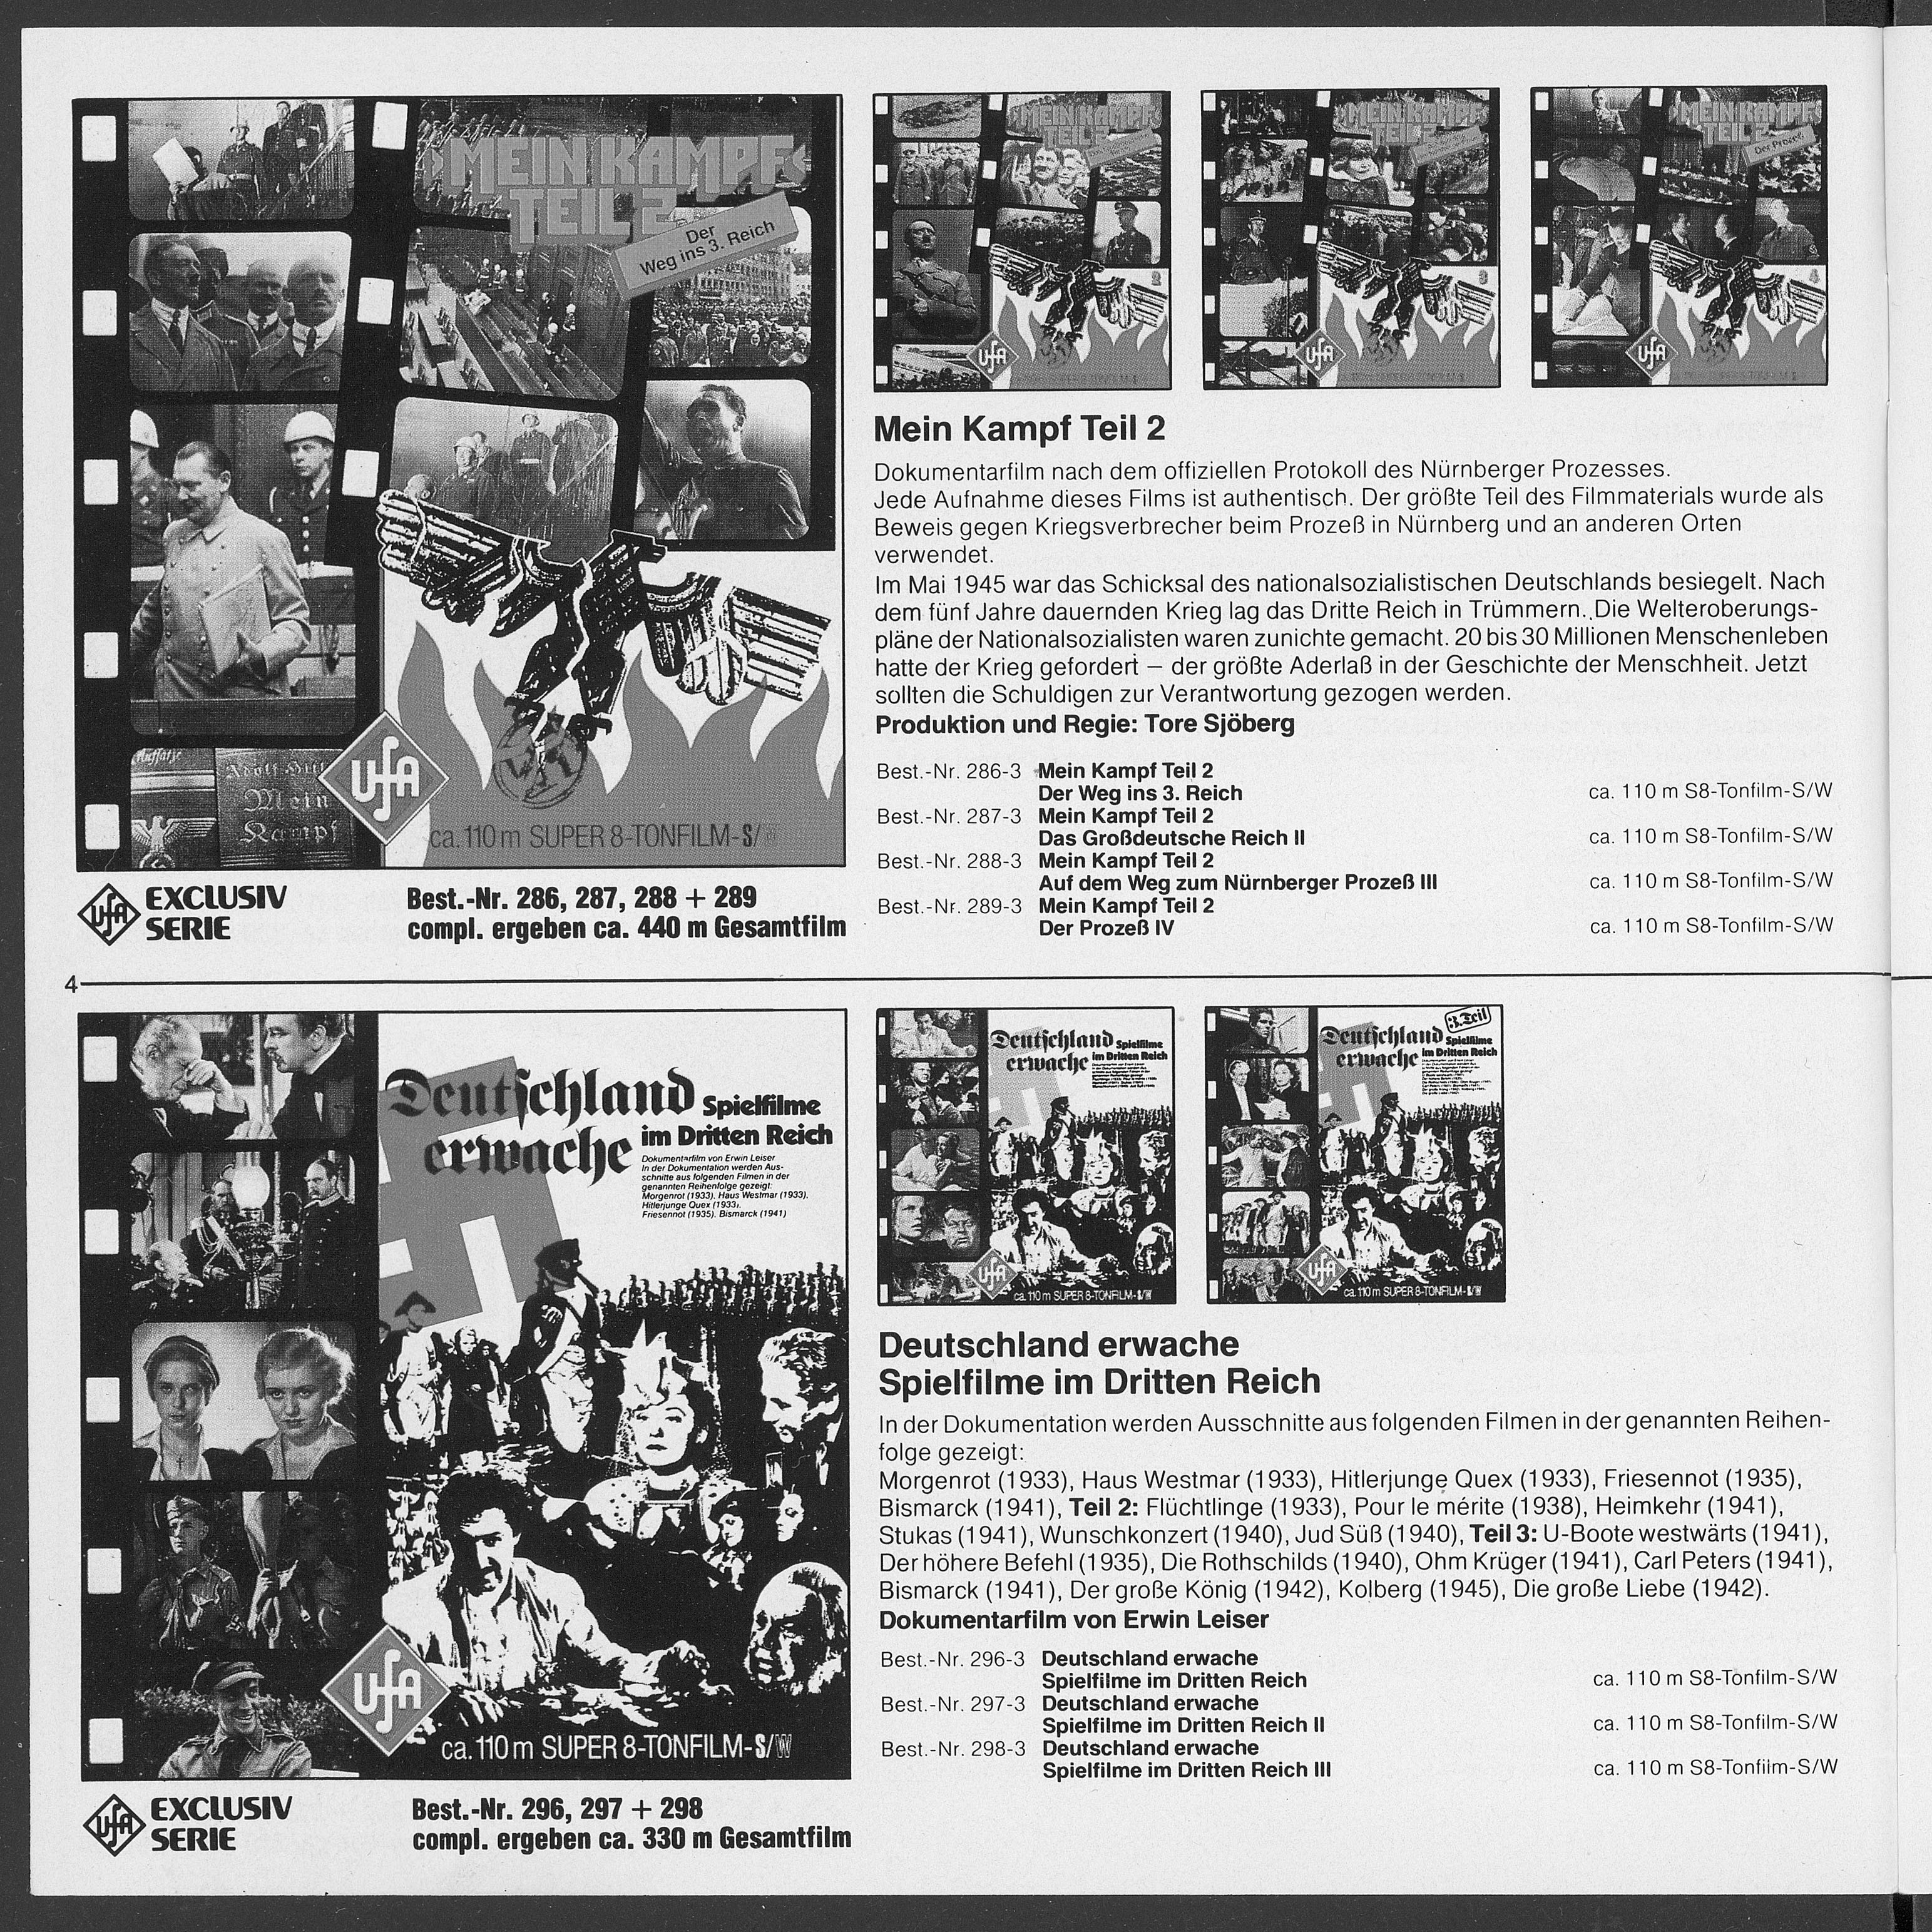 MEIN KAMPF
TEIL 2
Der
Weg ins 3. Reich
Adolf Hitl
Mein
Kampf
UfA
ca. 110 m SUPER 8-TONFILM-S/W
UfA
EXCLUSIV
SERIE
Best.-Nr. 286, 287, 288 + 289
compl. ergeben ca. 440 m Gesamtfilm
MEIN KAMPF
TEIL 2
2
UfA
MEIN KAMPF
TEIL 2
3
UfA
MEIN KAMPF
TEIL 2
Der Prozeß
4
UfA
Mein Kampf Teil 2
Dokumentarfilm nach dem offiziellen Protokoll des Nürnberger Prozesses.
Jede Aufnahme dieses Films ist authentisch. Der größte Teil des Filmmaterials wurde als
Beweis gegen Kriegsverbrecher beim Prozeß in Nürnberg und an anderen Orten
verwendet.
Im Mai 1945 war das Schicksal des nationalsozialistischen Deutschlands besiegelt. Nach
dem fünf Jahre dauernden Krieg lag das Dritte Reich in Trümmern. Die Welteroberungs-
pläne der Nationalsozialisten waren zunichte gemacht. 20 bis 30 Millionen Menschenleben
hatte der Krieg gefordert – der größte Aderlaß in der Geschichte der Menschheit. Jetzt
sollten die Schuldigen zur Verantwortung gezogen werden.
Produktion und Regie: Tore Sjöberg
Best.-Nr. 286-3 Mein Kampf Teil 2
Der Weg ins 3. Reich ca. 110 m S8-Tonfilm-S/W
Best.-Nr. 287-3 Mein Kampf Teil 2
Das Großdeutsche Reich II ca. 110 m S8-Tonfilm-S/W
Best.-Nr. 288-3 Mein Kampf Teil 2
Auf dem Weg zum Nürnberger Prozeß III ca. 110 m S8-Tonfilm-S/W
Best.-Nr. 289-3 Mein Kampf Teil 2
Der Prozeß IV ca. 110 m S8-Tonfilm-S/W
4
Deutschland
erwache
Spielfilme
im Dritten Reich
Dokumentarfilm von Erwin Leiser
In der Dokumentation werden Aus-
schnitte aus folgenden Filmen in der
genannten Reihenfolge gezeigt:
Morgenrot (1933), Haus Westmar (1933),
Hitlerjunge Quex (1933),
Friesennot (1935), Bismarck (1941)
UfA
ca. 110 m SUPER 8-TONFILM-S/W
UfA
EXCLUSIV
SERIE
Best.-Nr. 296, 297 + 298
compl. ergeben ca. 330 m Gesamtfilm
Deutschland
erwache
Spielfilme
im Dritten Reich
UfA
ca. 110 m SUPER 8-TONFILM-S/W
3. Teil
Deutschland
erwache
Spielfilme
im Dritten Reich
UfA
ca. 110 m SUPER 8-TONFILM-S/W
Deutschland erwache
Spielfilme im Dritten Reich
In der Dokumentation werden Ausschnitte aus folgenden Filmen in der genannten Reihen-
folge gezeigt:
Morgenrot (1933), Haus Westmar (1933), Hitlerjunge Quex (1933), Friesennot (1935),
Bismarck (1941), Teil 2: Flüchtlinge (1933), Pour le mérite (1938), Heimkehr (1941),
Stukas (1941), Wunschkonzert (1940), Jud Süß (1940), Teil 3: U-Boote westwärts (1941),
Der höhere Befehl (1935), Die Rothschilds (1940), Ohm Krüger (1941), Carl Peters (1941),
Bismarck (1941), Der große König (1942), Kolberg (1945), Die große Liebe (1942).
Dokumentarfilm von Erwin Leiser
Best.-Nr. 296-3 Deutschland erwache
Spielfilme im Dritten Reich ca. 110 m S8-Tonfilm-S/W
Best.-Nr. 297-3 Deutschland erwache
Spielfilme im Dritten Reich II ca. 110 m S8-Tonfilm-S/W
Best.-Nr. 298-3 Deutschland erwache
Spielfilme im Dritten Reich III ca. 110 m S8-Tonfilm-S/W